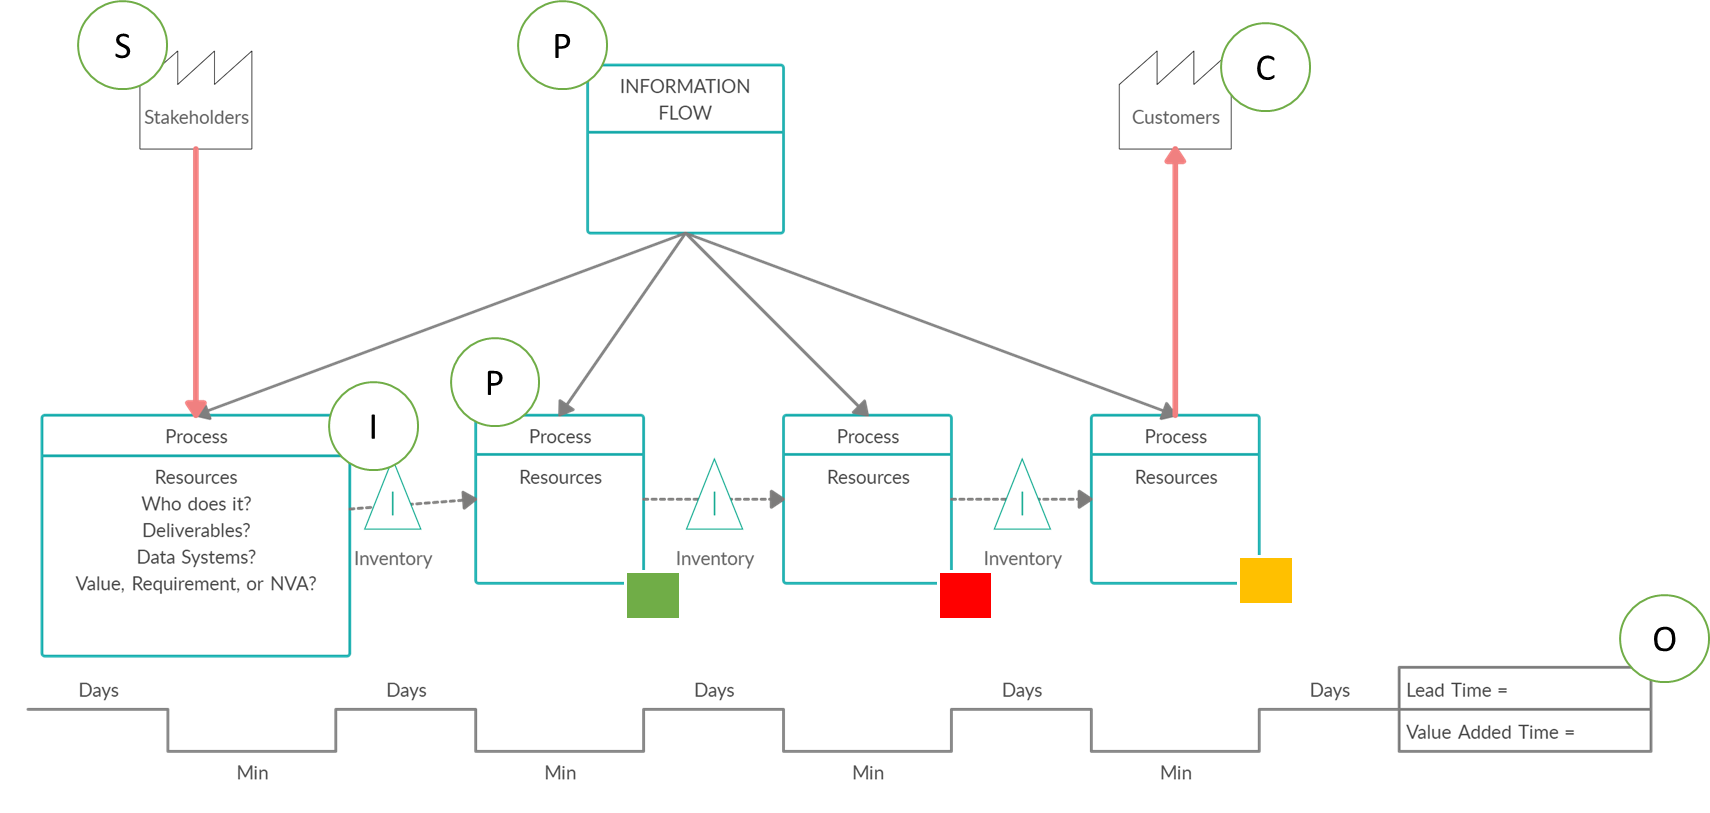 S
P
C
INFORMATION
FLOW
Stakeholders
Customers
P
I
Process
Resources
Who does it?
Deliverables?
Data Systems?
Value, Requirement, or NVA?
I
Inventory
Process
Resources
I
Inventory
Process
Resources
I
Inventory
Process
Resources
O
Days
Days
Days
Days
Days
Lead Time =
Value Added Time =
Min
Min
Min
Min